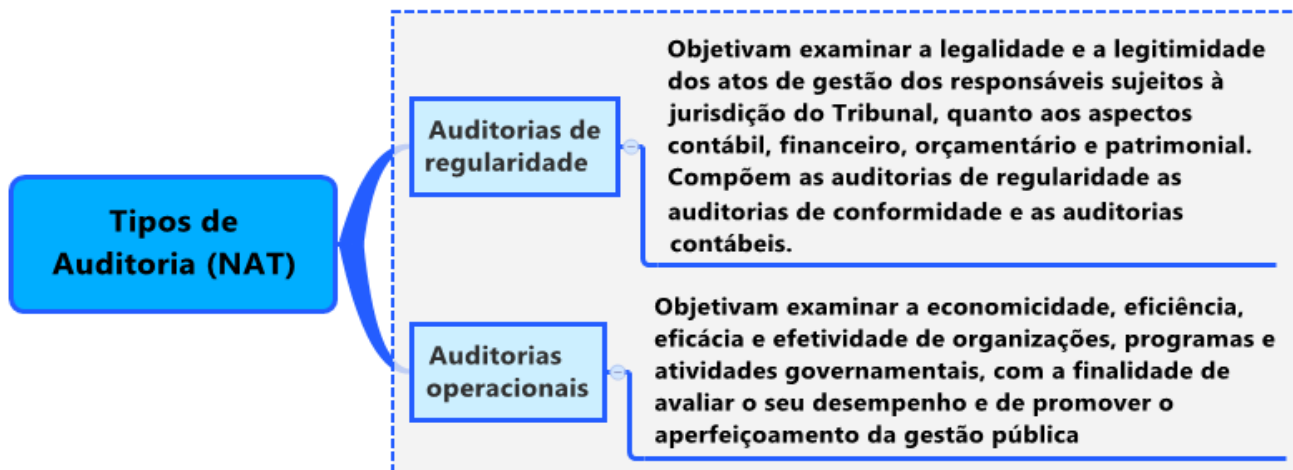 Tipos de
Auditoria (NAT)
Auditorias de
regularidade
Objetivam examinar a legalidade e a legitimidade
dos atos de gestão dos responsáveis sujeitos à
jurisdição do Tribunal, quanto aos aspectos
contábil, financeiro, orçamentário e patrimonial.
Compõem as auditorias de regularidade as
auditorias de conformidade e as auditorias
contábeis.
Auditorias
operacionais
Objetivam examinar a economicidade, eficiência,
eficácia e efetividade de organizações, programas e
atividades governamentais, com a finalidade de
avaliar o seu desempenho e de promover o
aperfeiçoamento da gestão pública